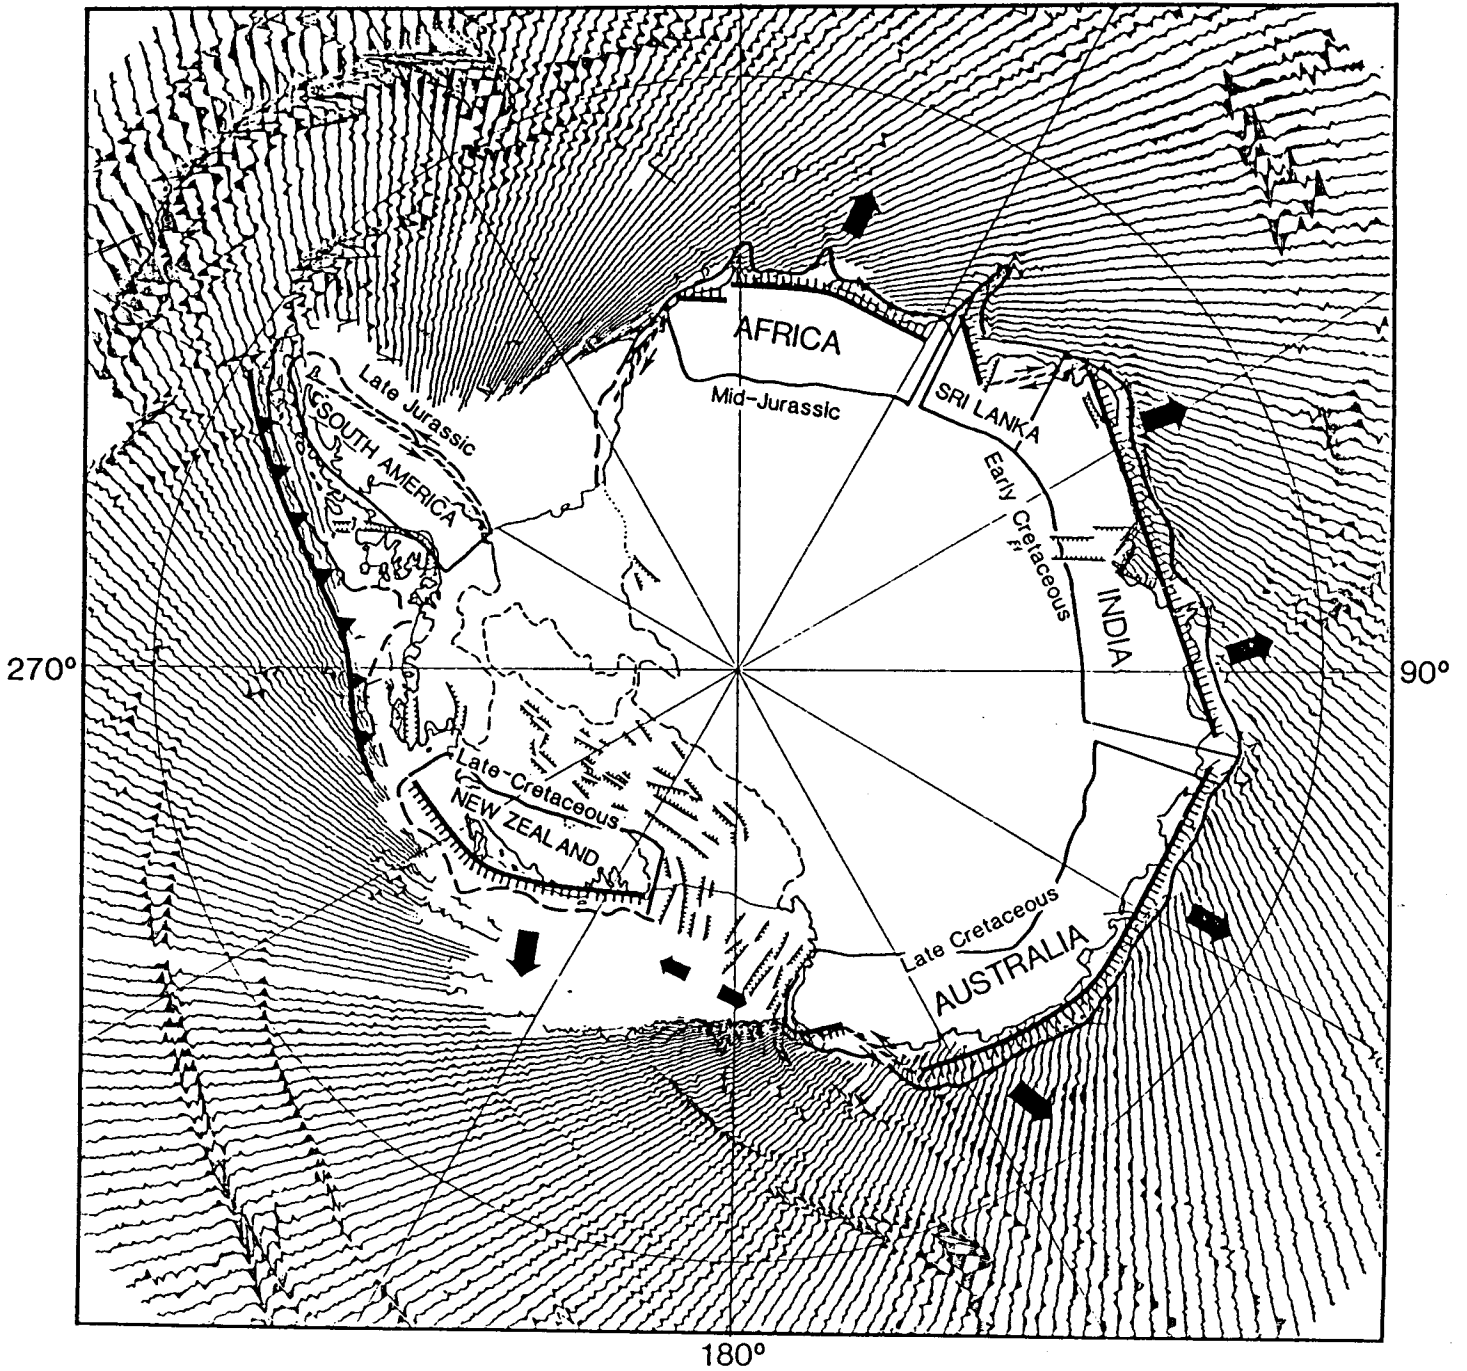 AFRICA
Mid-Jurassic
Late Jurassic
SOUTH AMERICA
SRI LANKA
Early Cretaceous
INDIA
270°
90°
Late-Cretaceous
NEW ZEALAND
Late Cretaceous
AUSTRALIA
180°